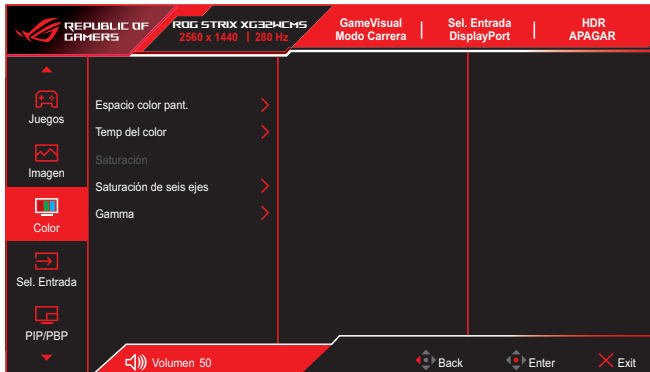 REPUBLIC OF
GAMERS
ROG STRIX XG32WCMS
2560 x 1440 | 280 Hz
GameVisual
Modo Carrera
Sel. Entrada
DisplayPort
HDR
APAGAR
Juegos
Imagen
Color
Sel. Entrada
PIP/PBP
Espacio color pant.
Temp del color
Saturación
Saturación de seis ejes
Gamma
Volumen 50
Back
Enter
Exit